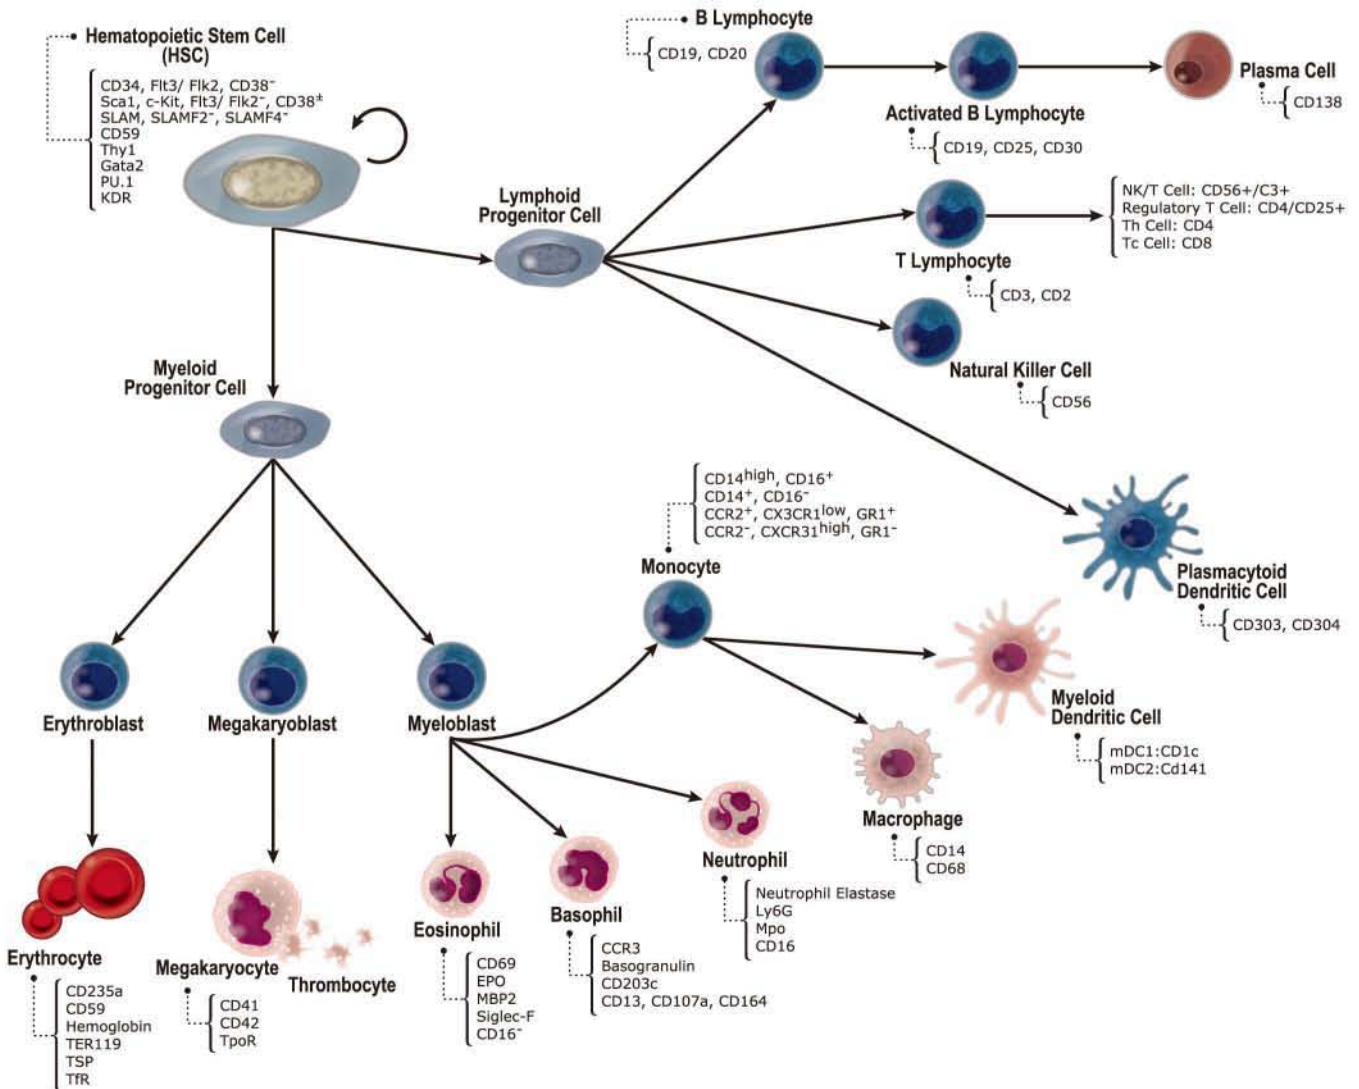 Hematopoietic Stem Cell
(HSC)
CD34, Flt3/ Flk2, CD38⁻
Sca1, c-Kit, Flt3/ Flk2⁻, CD38±
SLAM, SLAMF2⁻, SLAMF4⁻
CD59
Thy1
Gata2
PU.1
KDR
B Lymphocyte
CD19, CD20
Activated B Lymphocyte
CD19, CD25, CD30
Plasma Cell
CD138
Lymphoid
Progenitor Cell
T Lymphocyte
CD3, CD2
NK/T Cell: CD56+/C3+
Regulatory T Cell: CD4/CD25+
Th Cell: CD4
Tc Cell: CD8
Natural Killer Cell
CD56
Myeloid
Progenitor Cell
CD14high, CD16⁺
CD14⁺, CD16⁻
CCR2⁺, CX3CR1low, GR1⁺
CCR2⁻, CXCR31high, GR1⁻
Monocyte
Plasmacytoid
Dendritic Cell
CD303, CD304
Erythroblast
Megakaryoblast
Myeloblast
Myeloid
Dendritic Cell
mDC1:CD1c
mDC2:Cd141
Macrophage
CD14
CD68
Neutrophil
Neutrophil Elastase
Ly6G
Mpo
CD16
Basophil
CCR3
Basogranulin
CD203c
CD13, CD107a, CD164
Eosinophil
CD69
EPO
MBP2
Siglec-F
CD16⁻
Erythrocyte
CD235a
CD59
Hemoglobin
TER119
TSP
TfR
Megakaryocyte
CD41
CD42
TpoR
Thrombocyte